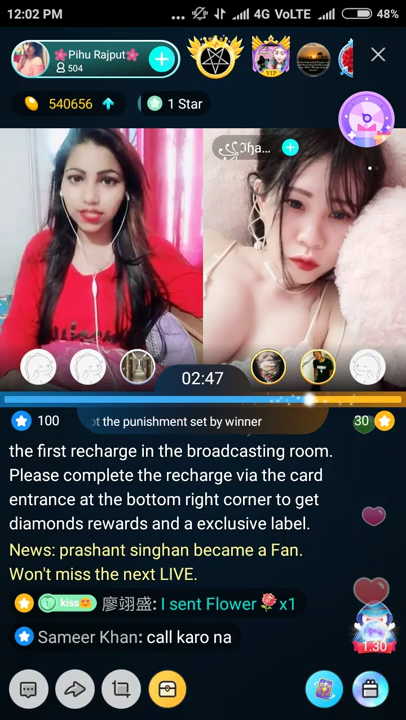 12:02 PM ... 4G VoLTE 48%
🌸Pihu Rajput🌸
504
VIP
540656 1 Star
02:47
100 the punishment set by winner 30
the first recharge in the broadcasting room.
Please complete the recharge via the card
entrance at the bottom right corner to get
diamonds rewards and a exclusive label.
News: prashant singhan became a Fan.
Won't miss the next LIVE.
kiss 廖翊盛: I sent Flower🌹x1
Sameer Khan: call karo na
1.30